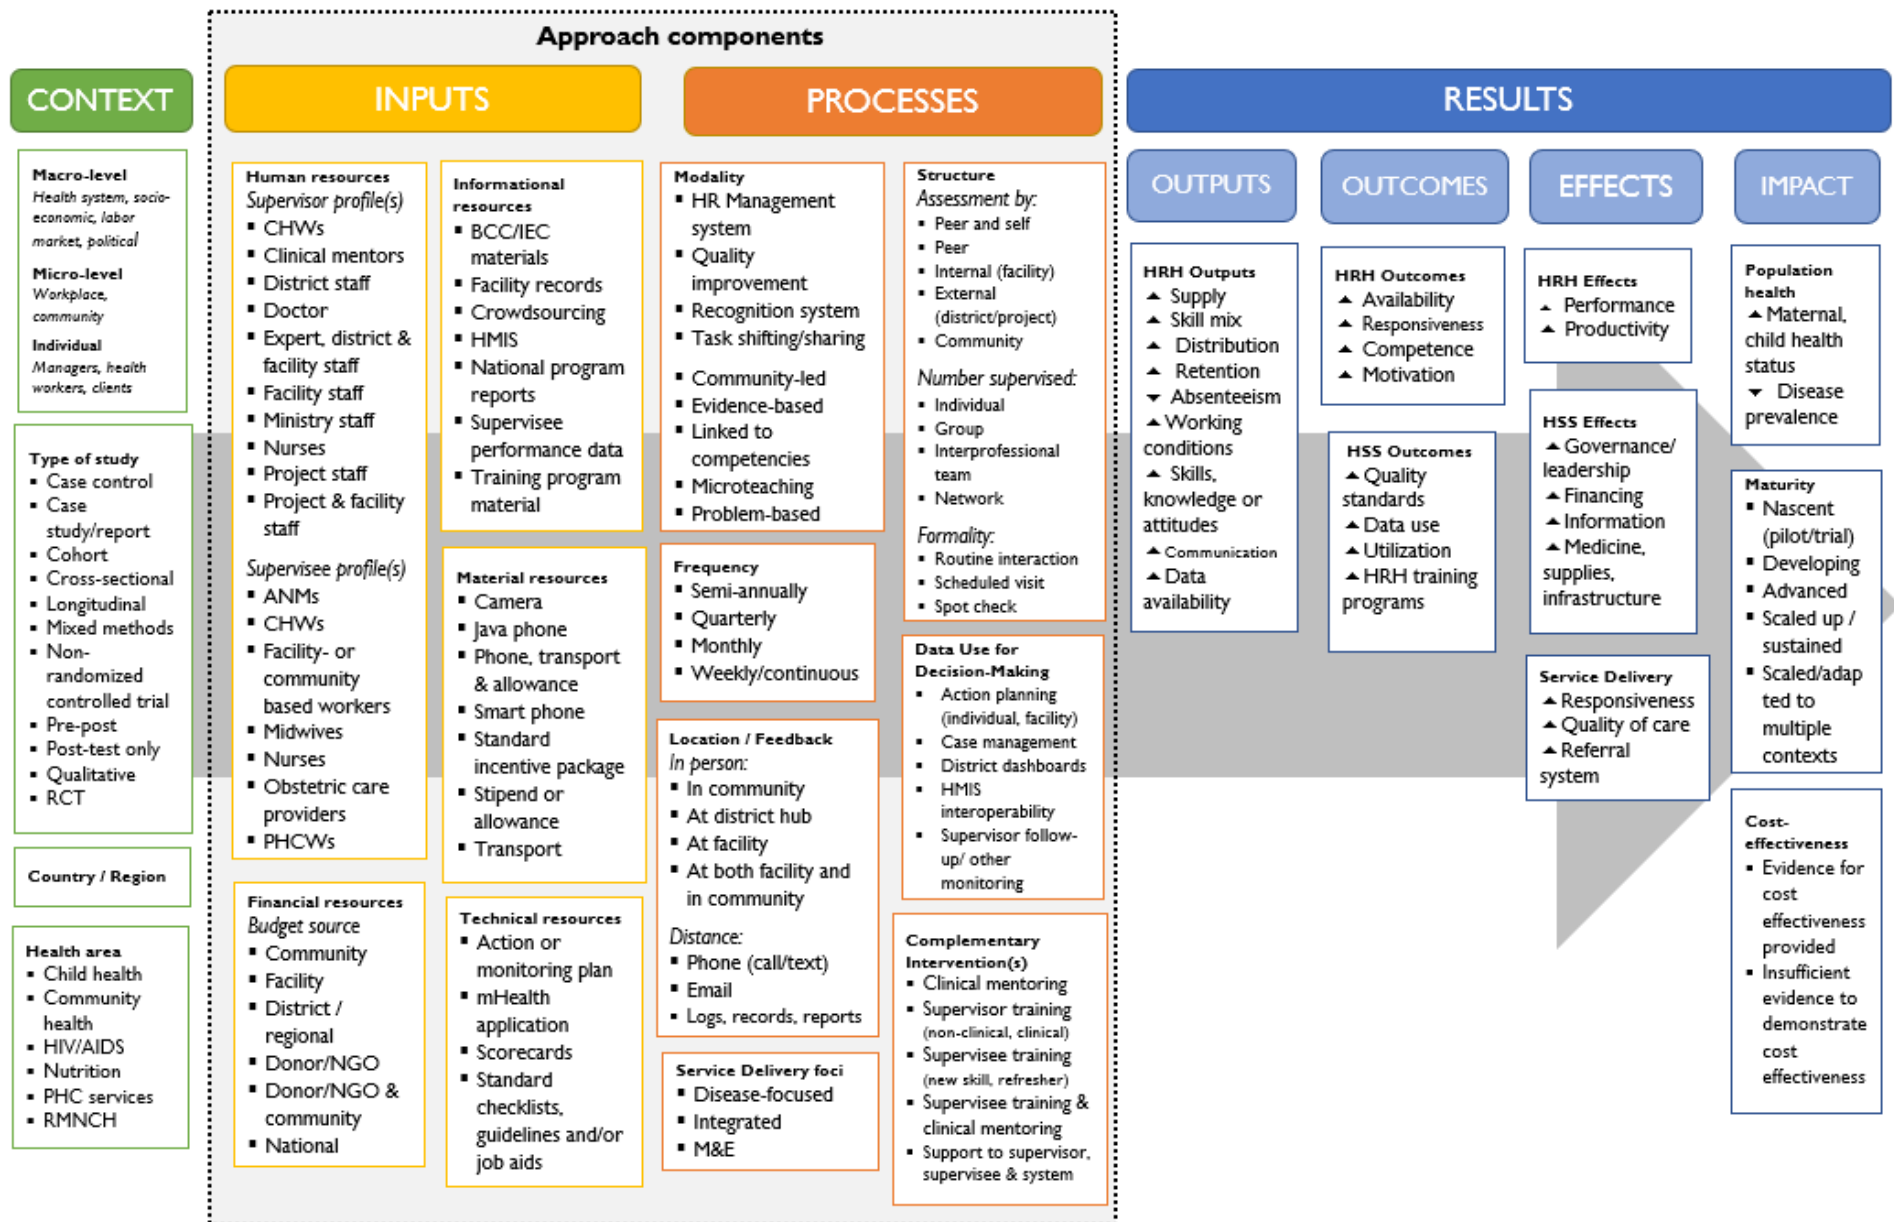 Approach components
CONTEXT
INPUTS
PROCESSES
RESULTS
OUTPUTS
OUTCOMES
EFFECTS
IMPACT
Macro-level
Health system, socio-
economic, labor
market, political
Micro-level
Workplace,
community
Individual
Managers, health
workers, clients
Type of study
▪ Case control
▪ Case
study/report
▪ Cohort
▪ Cross-sectional
▪ Longitudinal
▪ Mixed methods
▪ Non-
randomized
controlled trial
▪ Pre-post
▪ Post-test only
▪ Qualitative
▪ RCT
Country / Region
Health area
▪ Child health
▪ Community
health
▪ HIV/AIDS
▪ Nutrition
▪ PHC services
▪ RMNCH
Human resources
Supervisor profile(s)
▪ CHWs
▪ Clinical mentors
▪ District staff
▪ Doctor
▪ Expert, district &
facility staff
▪ Facility staff
▪ Ministry staff
▪ Nurses
▪ Project staff
▪ Project & facility
staff
Supervisee profile(s)
▪ ANMs
▪ CHWs
▪ Facility- or
community
based workers
▪ Midwives
▪ Nurses
▪ Obstetric care
providers
▪ PHCWs
Financial resources
Budget source
▪ Community
▪ Facility
▪ District /
regional
▪ Donor/NGO
▪ Donor/NGO &
community
▪ National
Informational
resources
▪ BCC/IEC
materials
▪ Facility records
▪ Crowdsourcing
▪ HMIS
▪ National program
reports
▪ Supervisee
performance data
▪ Training program
material
Material resources
▪ Camera
▪ Java phone
▪ Phone, transport
& allowance
▪ Smart phone
▪ Standard
incentive package
▪ Stipend or
allowance
▪ Transport
Technical resources
▪ Action or
monitoring plan
▪ mHealth
application
▪ Scorecards
▪ Standard
checklists,
guidelines and/or
job aids
Modality
▪ HR Management
system
▪ Quality
improvement
▪ Recognition system
▪ Task shifting/sharing
▪ Community-led
▪ Evidence-based
▪ Linked to
competencies
▪ Microteaching
▪ Problem-based
Frequency
▪ Semi-annually
▪ Quarterly
▪ Monthly
▪ Weekly/continuous
Location / Feedback
In person:
▪ In community
▪ At district hub
▪ At facility
▪ At both facility and
in community
Distance:
▪ Phone (call/text)
▪ Email
▪ Logs, records, reports
Service Delivery foci
▪ Disease-focused
▪ Integrated
▪ M&E
Structure
Assessment by:
▪ Peer and self
▪ Peer
▪ Internal (facility)
▪ External
(district/project)
▪ Community
Number supervised:
▪ Individual
▪ Group
▪ Interprofessional
team
▪ Network
Formality:
▪ Routine interaction
▪ Scheduled visit
▪ Spot check
Data Use for
Decision-Making
▪ Action planning
(individual, facility)
▪ Case management
▪ District dashboards
▪ HMIS
interoperability
▪ Supervisor follow-
up/ other
monitoring
Complementary
Intervention(s)
▪ Clinical mentoring
▪ Supervisor training
(non-clinical, clinical)
▪ Supervisee training
(new skill, refresher)
▪ Supervisee training &
clinical mentoring
▪ Support to supervisor,
supervisee & system
HRH Outputs
▲ Supply
▲ Skill mix
▲ Distribution
▲ Retention
▼ Absenteeism
▲ Working
conditions
▲ Skills,
knowledge or
attitudes
▲ Communication
▲ Data
availability
HRH Outcomes
▲ Availability
▲ Responsiveness
▲ Competence
▲ Motivation
HSS Outcomes
▲ Quality
standards
▲ Data use
▲ Utilization
▲ HRH training
programs
HRH Effects
▲ Performance
▲ Productivity
HSS Effects
▲ Governance/
leadership
▲ Financing
▲ Information
▲ Medicine,
supplies,
infrastructure
Service Delivery
▲ Responsiveness
▲ Quality of care
▲ Referral
system
Population
health
▲ Maternal,
child health
status
▼ Disease
prevalence
Maturity
▪ Nascent
(pilot/trial)
▪ Developing
▪ Advanced
▪ Scaled up /
sustained
▪ Scaled/adap
ted to
multiple
contexts
Cost-
effectiveness
▪ Evidence for
cost
effectiveness
provided
▪ Insufficient
evidence to
demonstrate
cost
effectiveness